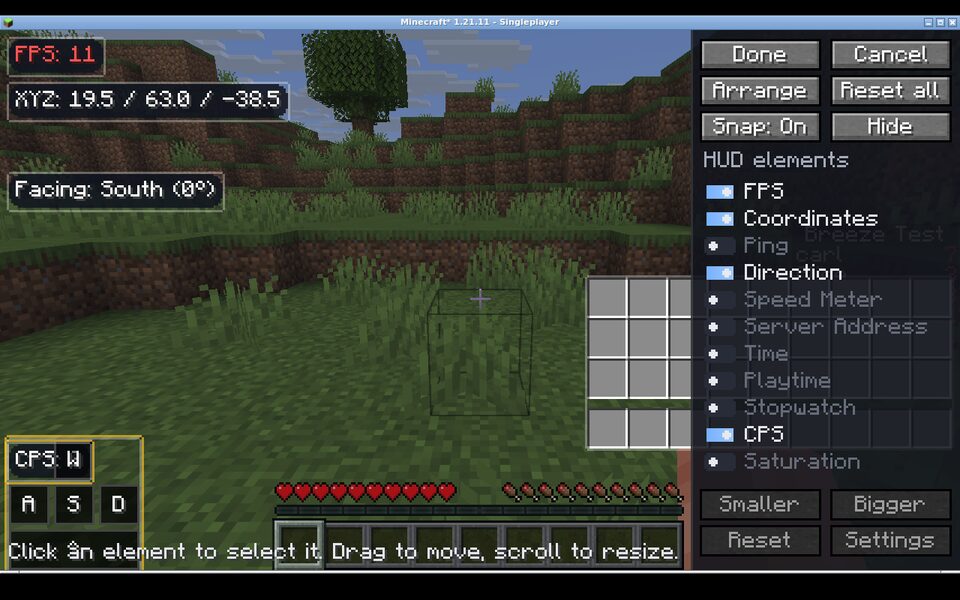 Minecraft* 1.21.11 - Singleplayer
FPS: 11
XYZ: 19.5 / 63.0 / -38.5
Facing: South (0°)
CPS: W
A S D
Click an element to select it. Drag to move, scroll to resize.
Done Cancel
Arrange Reset all
Snap: On Hide
HUD elements
FPS
Coordinates
Breeze Test
Ping
carl
Direction
Speed Meter
Server Address
Time
Playtime
Stopwatch
CPS
Saturation
Smaller Bigger
Reset Settings